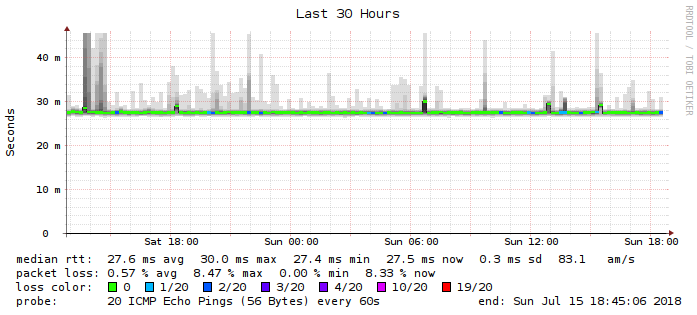 Last 30 Hours
RRDTOOL / TOBI OETIKER
Seconds
40 m
30 m
20 m
10 m
0
Sat 18:00 Sun 00:00 Sun 06:00 Sun 12:00 Sun 18:00
median rtt: 27.6 ms avg 30.0 ms max 27.4 ms min 27.5 ms now 0.3 ms sd 83.1 am/s
packet loss: 0.57 % avg 8.47 % max 0.00 % min 8.33 % now
loss color: 0 1/20 2/20 3/20 4/20 10/20 19/20
probe: 20 ICMP Echo Pings (56 Bytes) every 60s end: Sun Jul 15 18:45:06 2018